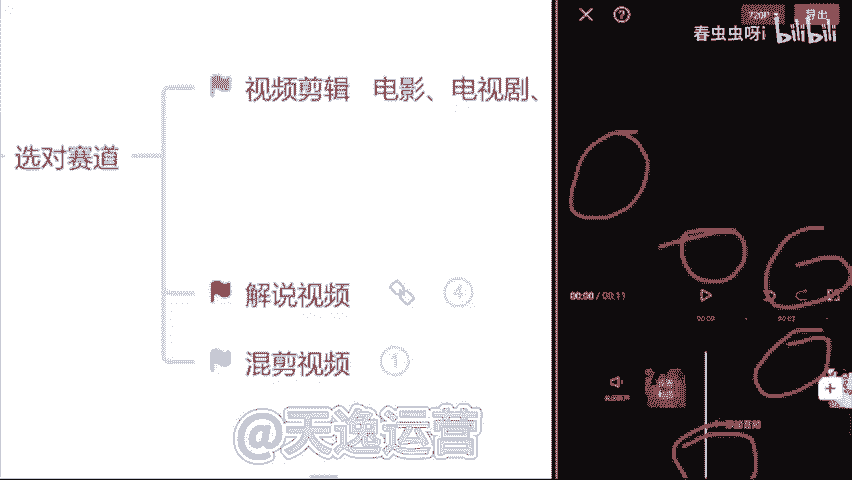 720P 导出
春虫虫呀i bilibili
视频剪辑 电影、电视剧、
选对赛道
解说视频 4
混剪视频 1
00:00 / 00:11
@天逸运营